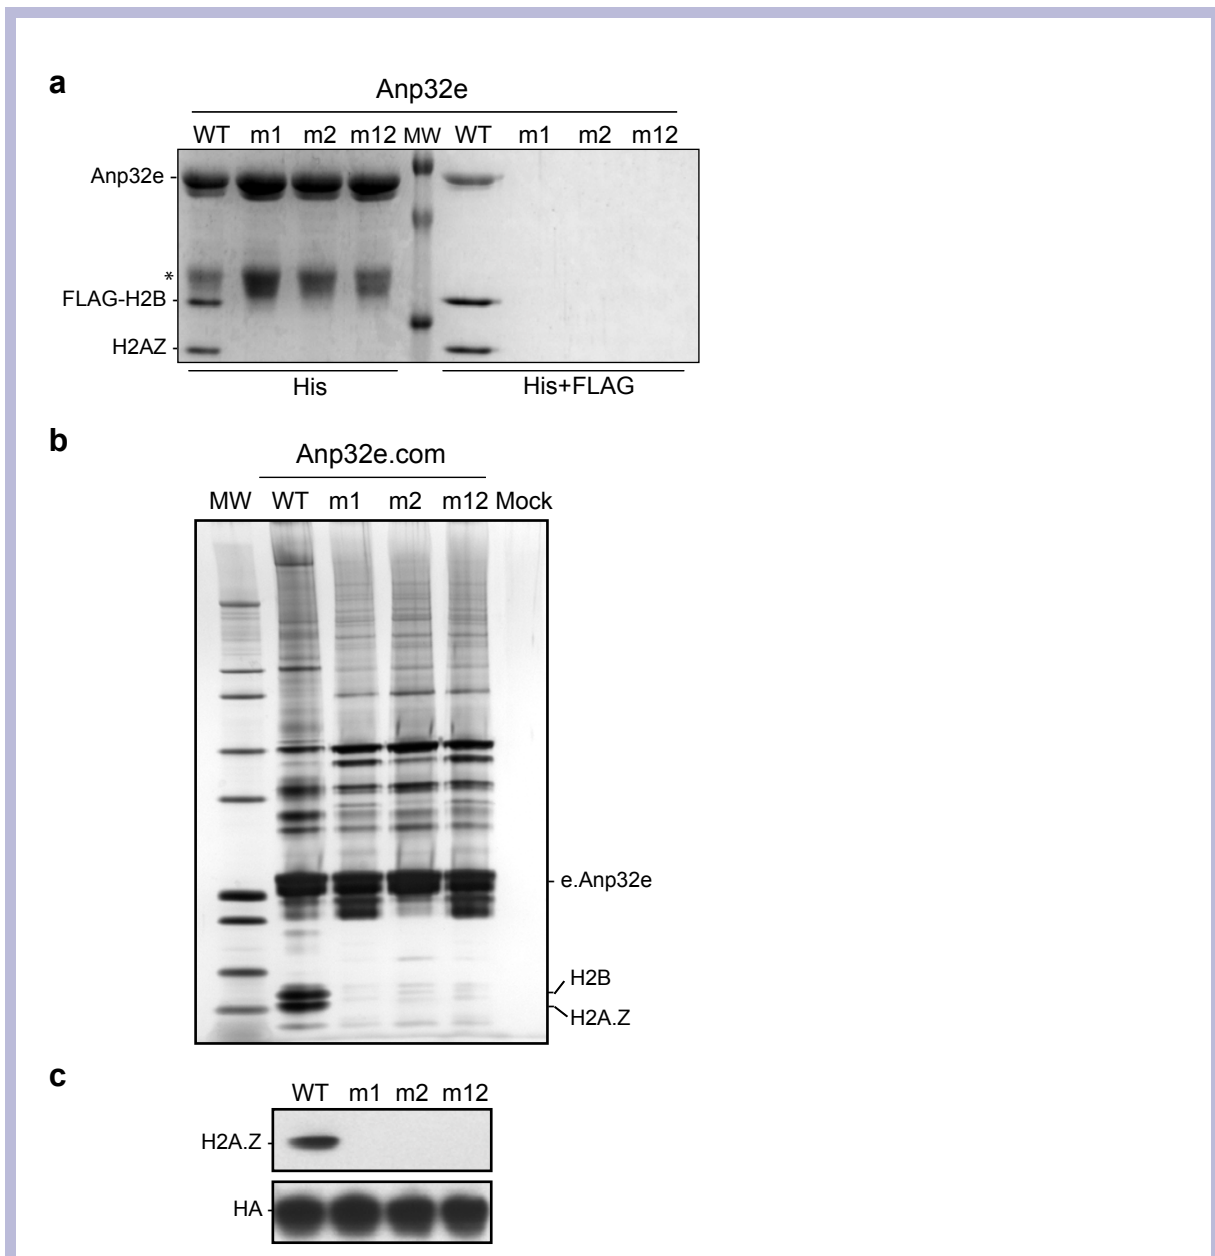 a
Anp32e
WT m1 m2 m12 MW WT m1 m2 m12
Anp32e
*
FLAG-H2B
H2AZ
His His+FLAG
b
Anp32e.com
MW WT m1 m2 m12 Mock
e.Anp32e
H2B
H2A.Z
c
WT m1 m2 m12
H2A.Z
HA